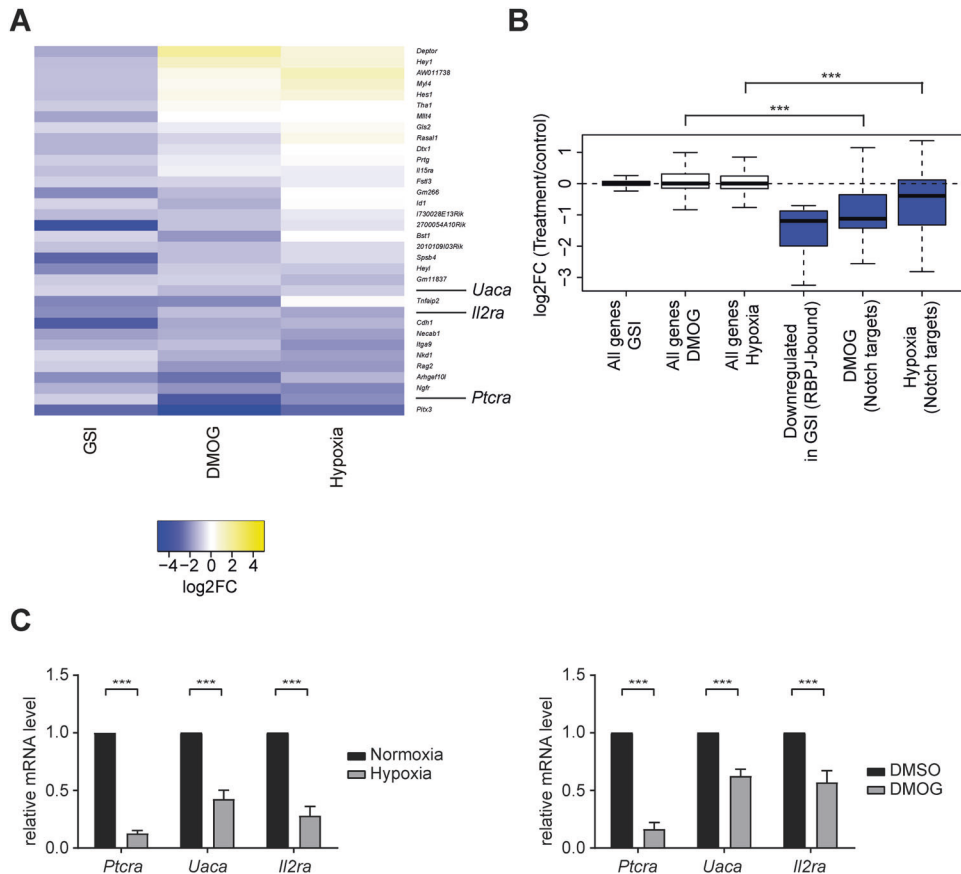 A
Deptor
Hey1
AW011738
Myl4
Hes1
Tha1
Mllt4
Gls2
Rasal1
Dtx1
Prtg
Il15ra
Fstl3
Gm266
Id1
I730028E13Rik
2700054A10Rik
Bst1
2010109I03Rik
Spsb4
Heyl
Gm11837
Uaca
Tnfaip2
Il2ra
Cdh1
Necab1
Itga9
Nkd1
Rag2
Arhgef10l
Ngfr
Ptcra
Pitx3
GSI
DMOG
Hypoxia
-4 -2 0 2 4
log2FC
B
***
***
log2FC (Treatment/control)
1
0
-1
-2
-3
All genes
GSI
All genes
DMOG
All genes
Hypoxia
Downregulated
in GSI (RBPJ-bound)
DMOG
(Notch targets)
Hypoxia
(Notch targets)
C
relative mRNA level
1.5
1.0
0.5
0.0
*** *** ***
Ptcra Uaca Il2ra
Normoxia
Hypoxia
relative mRNA level
1.5
1.0
0.5
0.0
*** *** ***
Ptcra Uaca Il2ra
DMSO
DMOG